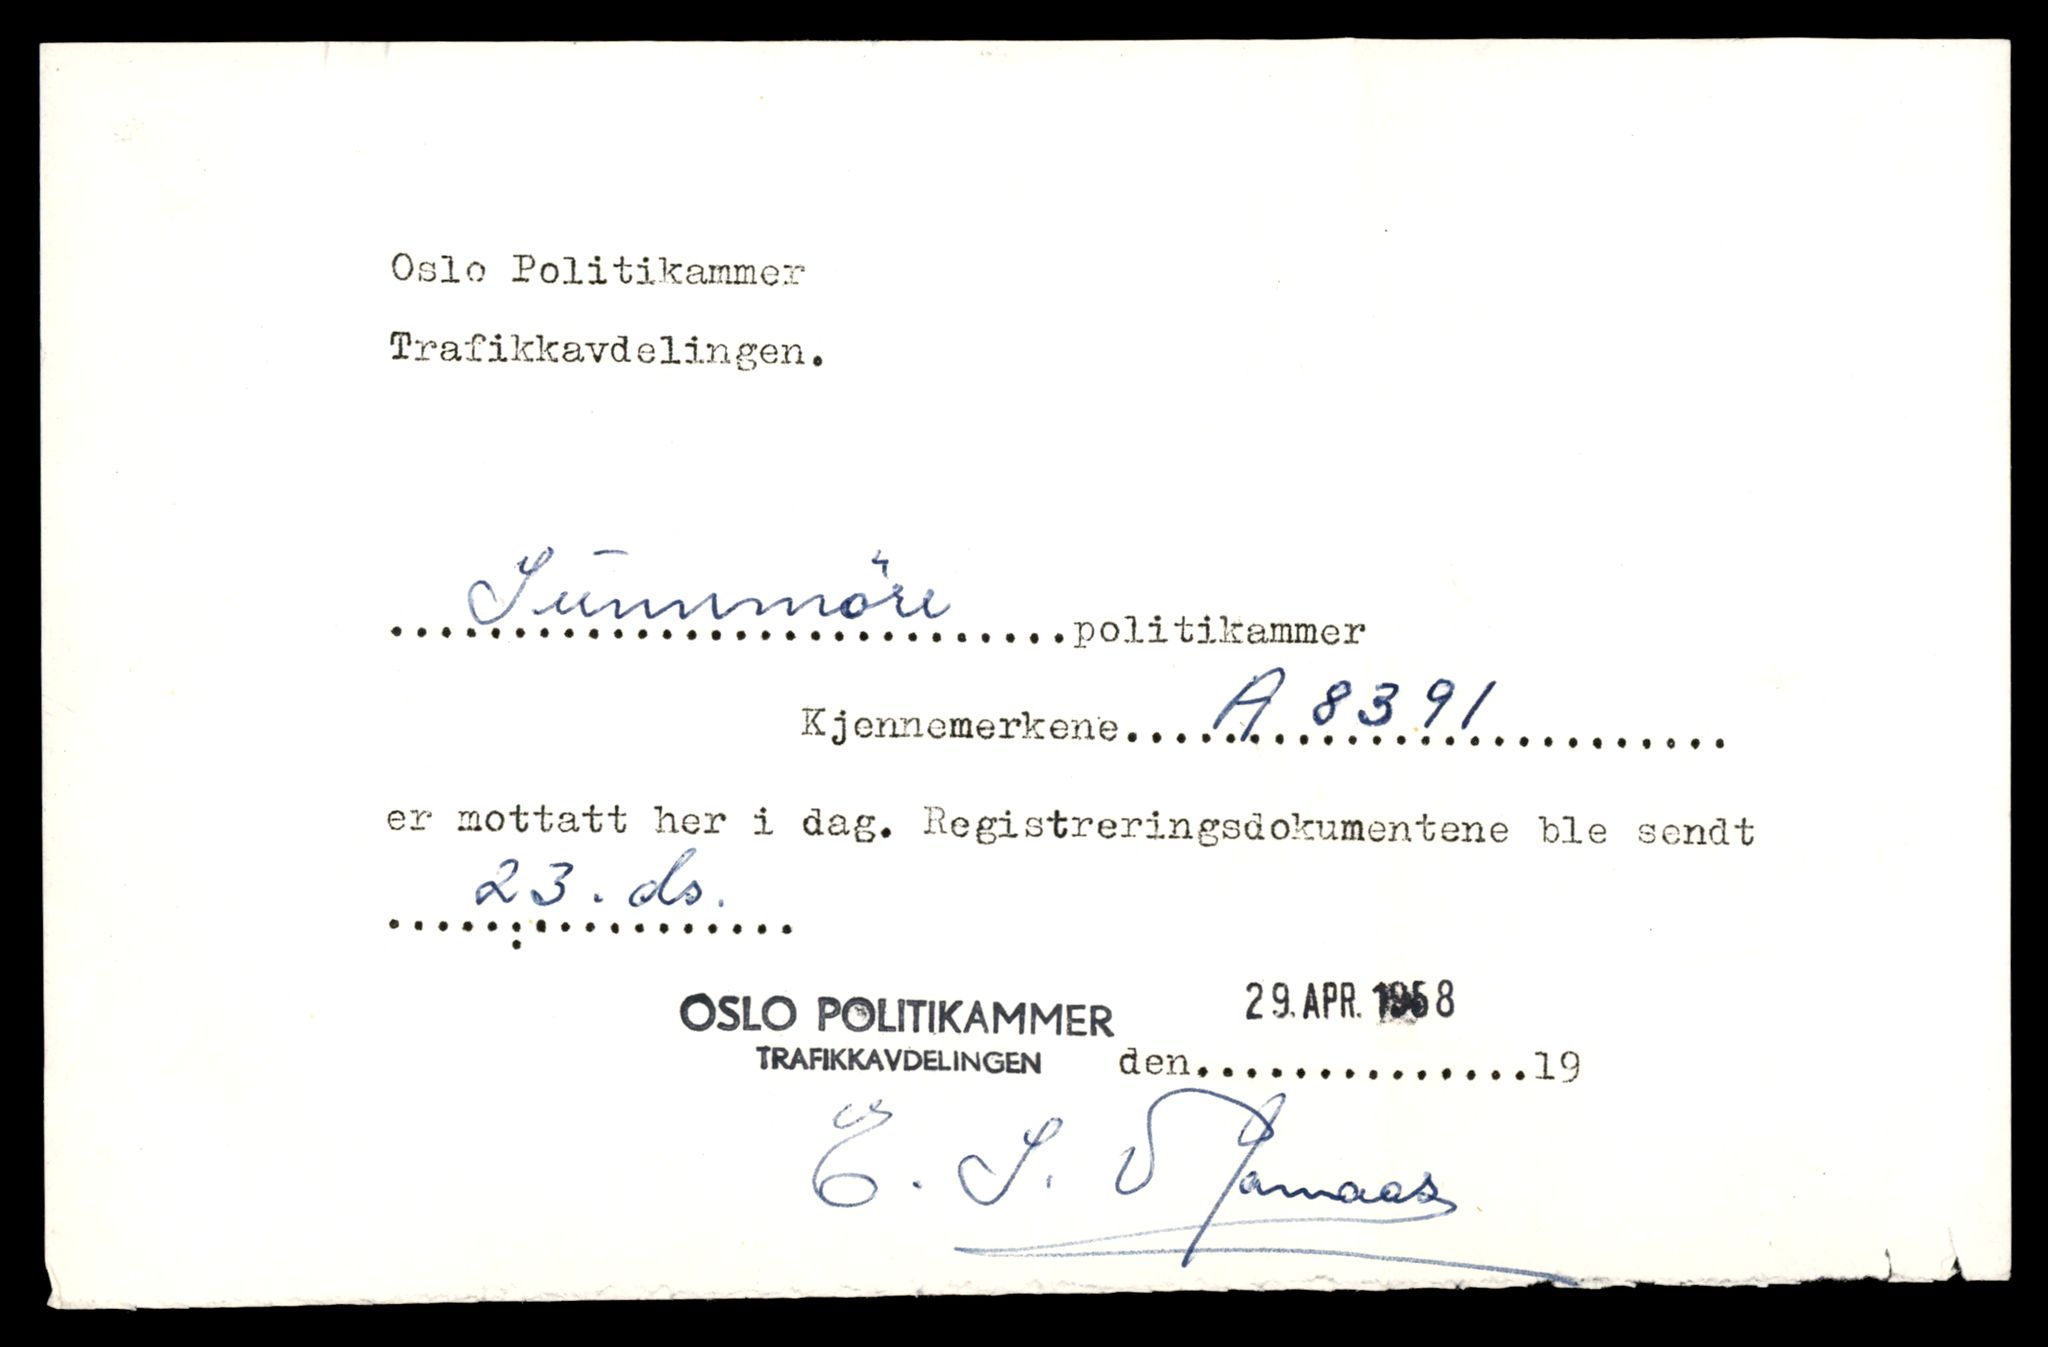 Oslo Politikammer
Trafikkavdelingen.
Sunnmöre
............................politikammer
Kjennemerkene A 8391
er mottatt her i dag. Registreringsdokumentene ble sendt
23. ds.
OSLO POLITIKAMMER 29. APR. 1958
TRAFIKKAVDELINGEN den..............19
E. S.